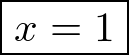 x = 1